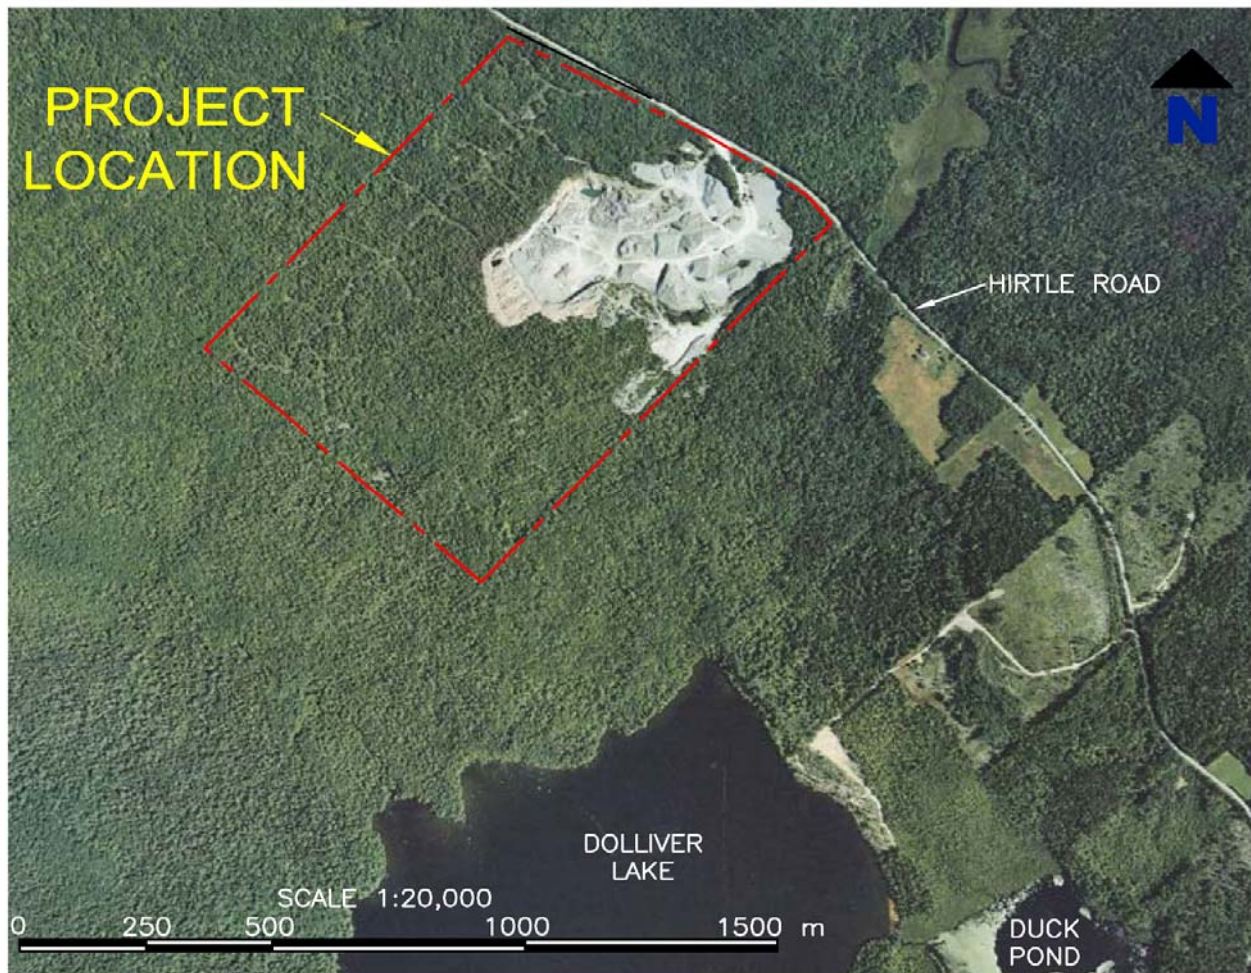 PROJECT
LOCATION
N
HIRTLE ROAD
DOLLIVER
LAKE
SCALE 1:20,000
0 250 500 1000 1500 m
DUCK
POND